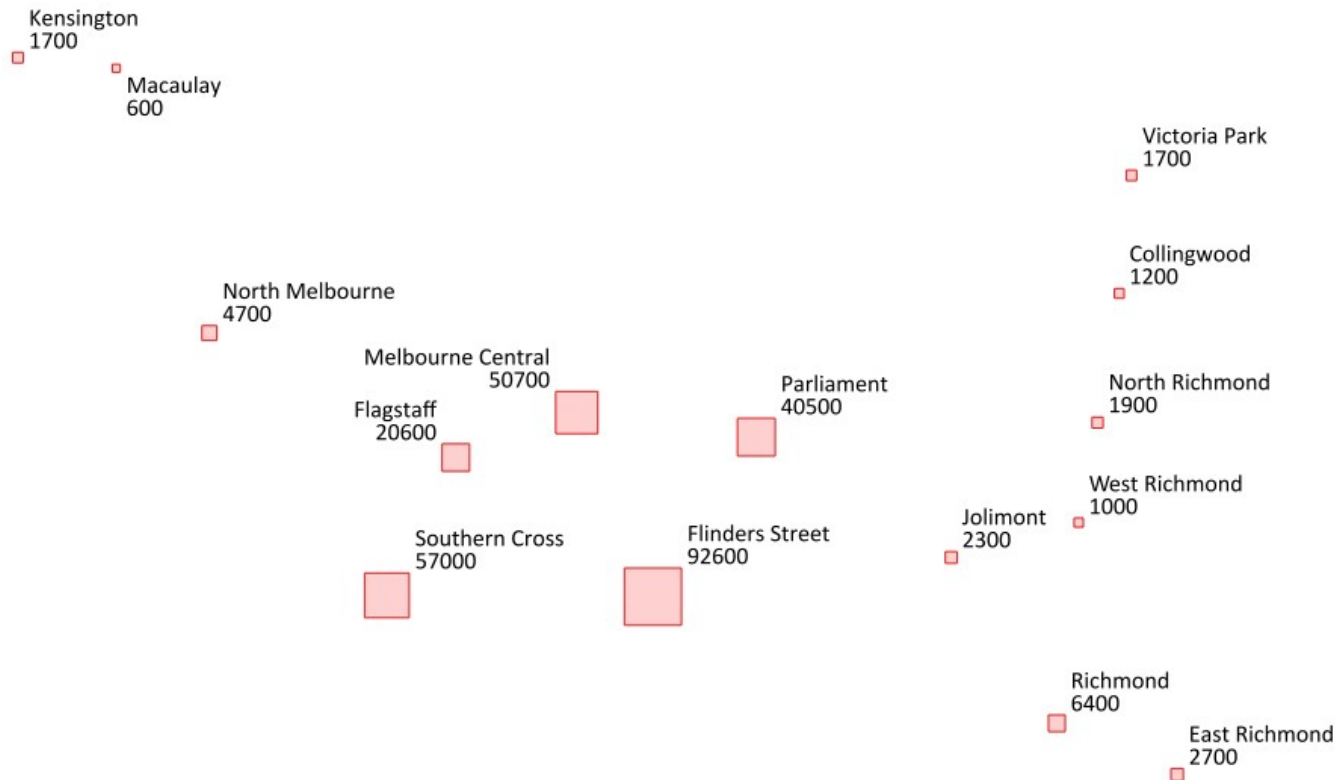 Kensington
1700
Macaulay
600
Victoria Park
1700
Collingwood
1200
North Melbourne
4700
Melbourne Central
50700
Parliament
40500
North Richmond
1900
Flagstaff
20600
West Richmond
1000
Jolimont
2300
Southern Cross
57000
Flinders Street
92600
Richmond
6400
East Richmond
2700